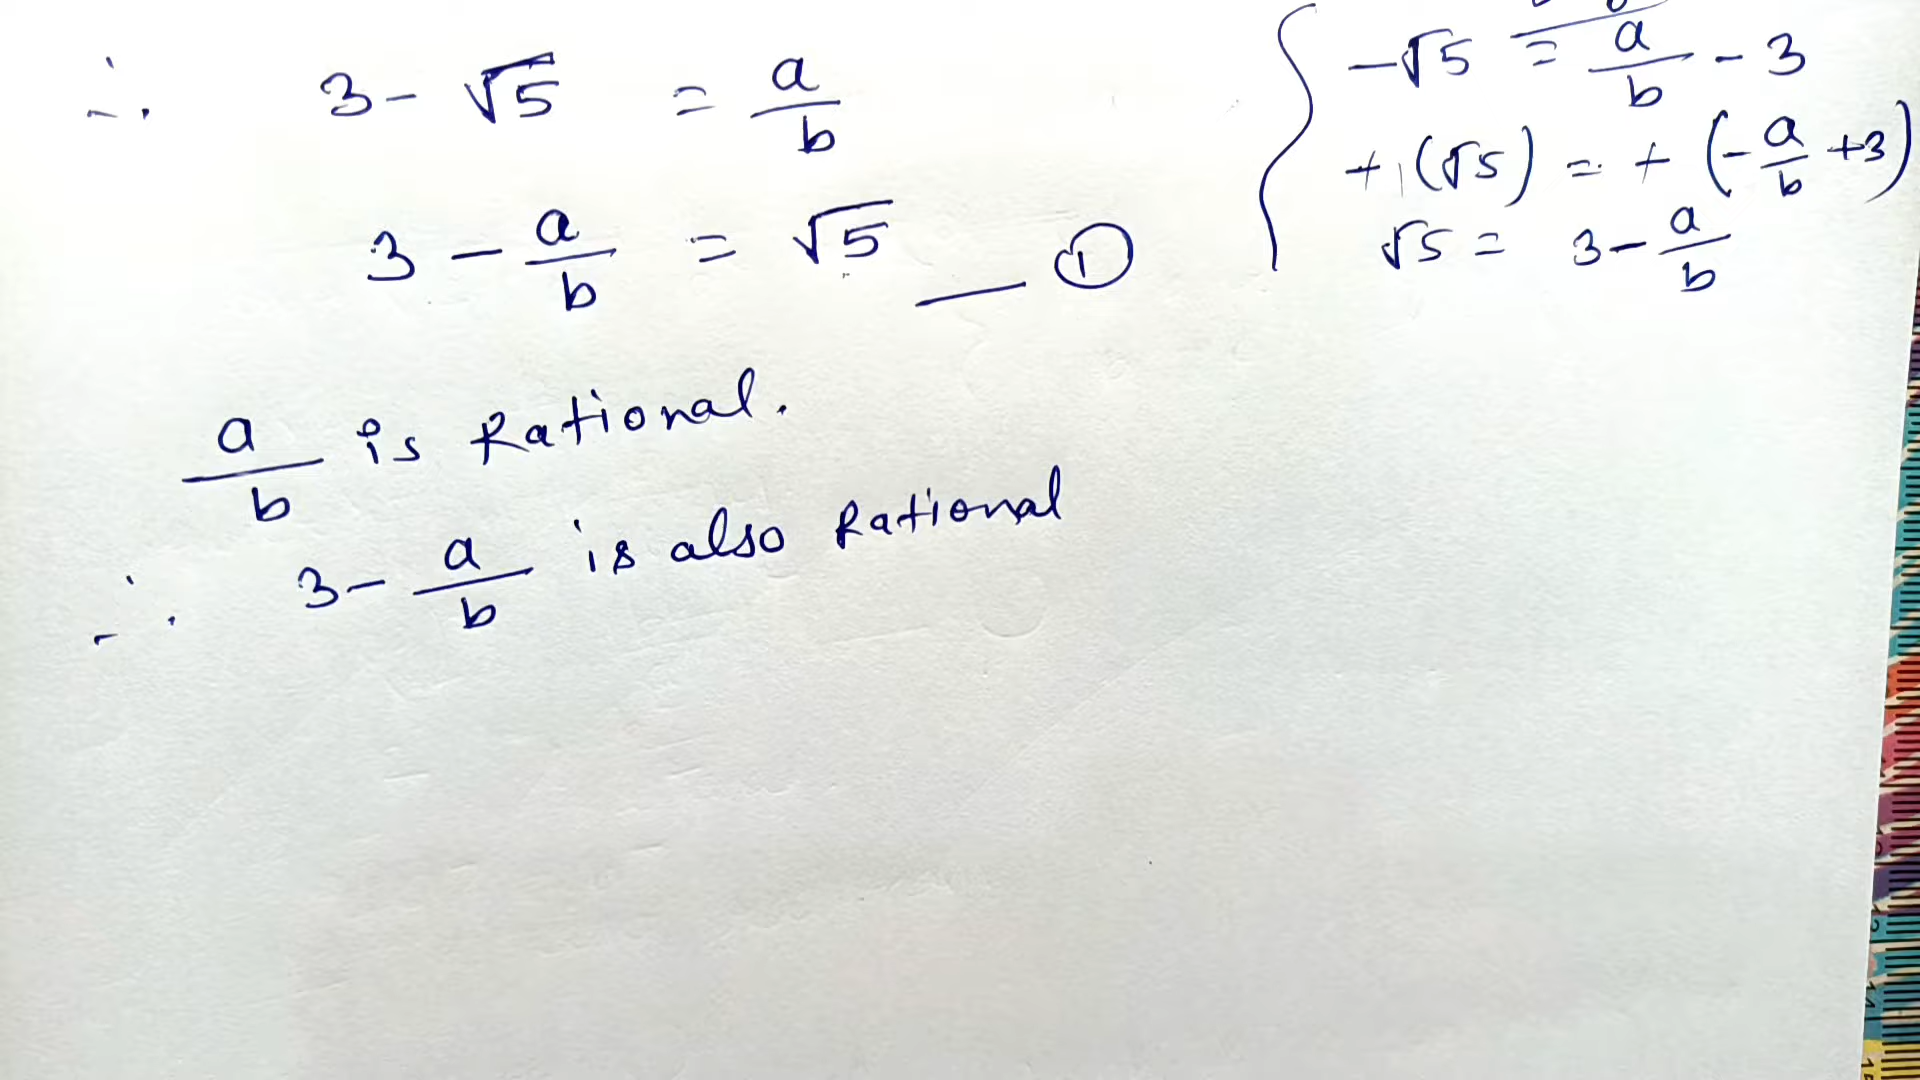 ∴ 3 - √5 = a/b
3 - a/b = √5 — ①
a/b is Rational.
∴ 3 - a/b is also Rational
-√5 = a/b - 3
+(√5) = +(-a/b +3)
√5 = 3 - a/b